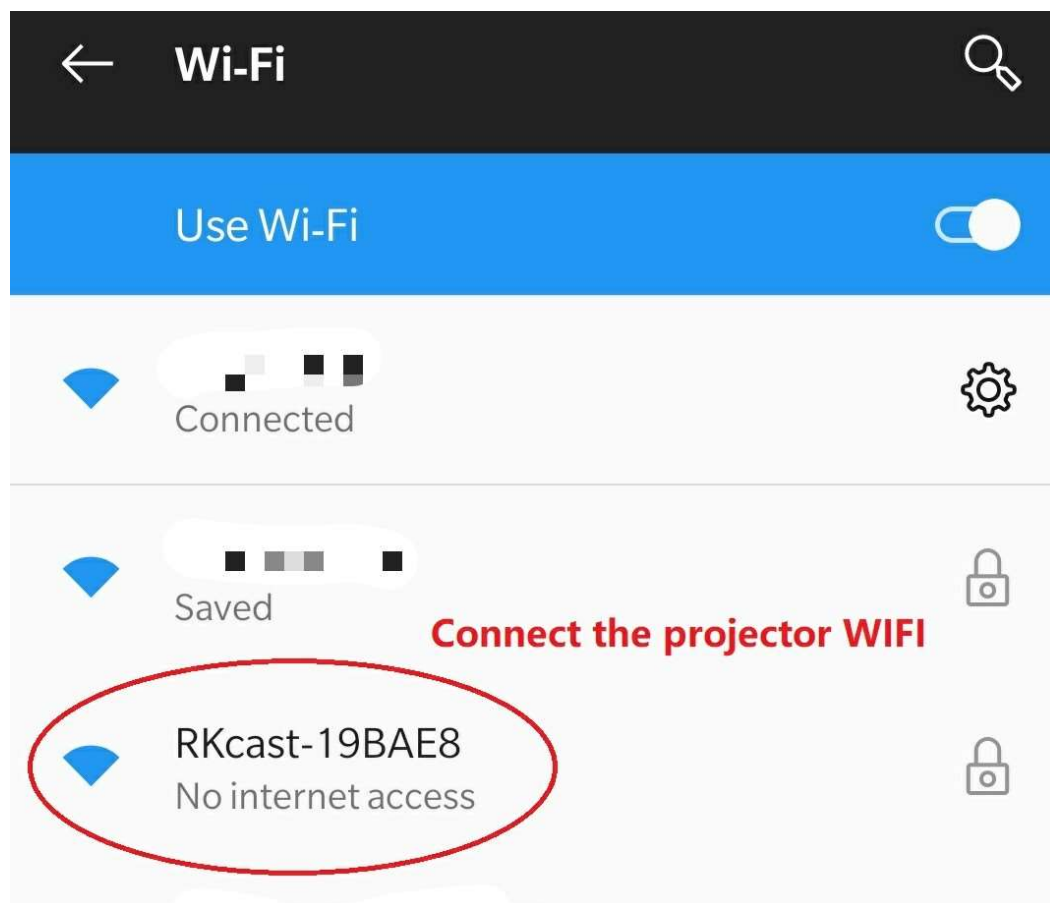 Wi-Fi
Use Wi-Fi
Connected
Saved
Connect the projector WIFI
RKcast-19BAE8
No internet access